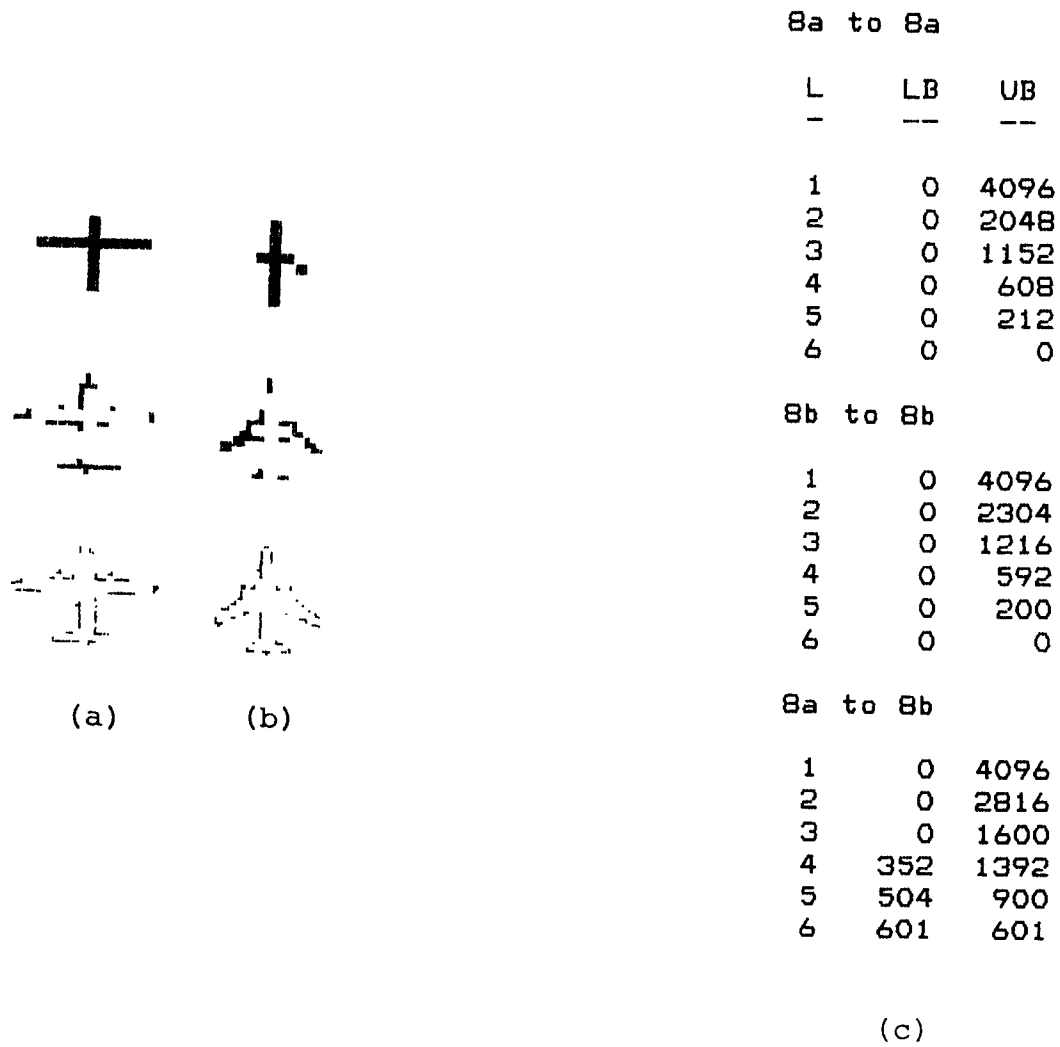 8a to 8a
L LB UB
- -- --
1 0 4096
2 0 2048
3 0 1152
4 0 608
5 0 212
6 0 0
8b to 8b
1 0 4096
2 0 2304
3 0 1216
4 0 592
5 0 200
6 0 0
(a) (b)
8a to 8b
1 0 4096
2 0 2816
3 0 1600
4 352 1392
5 504 900
6 601 601
(c)